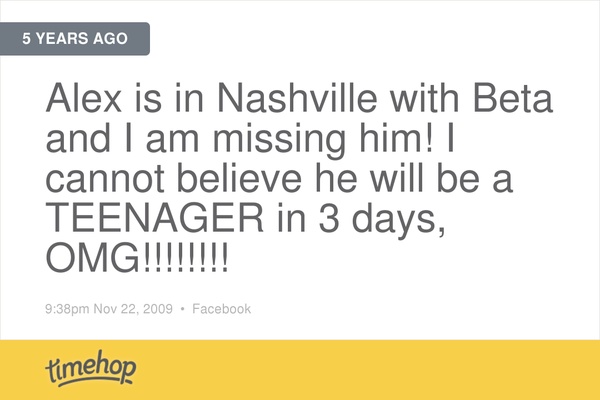 5 YEARS AGO
Alex is in Nashville with Beta
and I am missing him! I
cannot believe he will be a
TEENAGER in 3 days,
OMG!!!!!!!!
9:38pm Nov 22, 2009 • Facebook
timehop